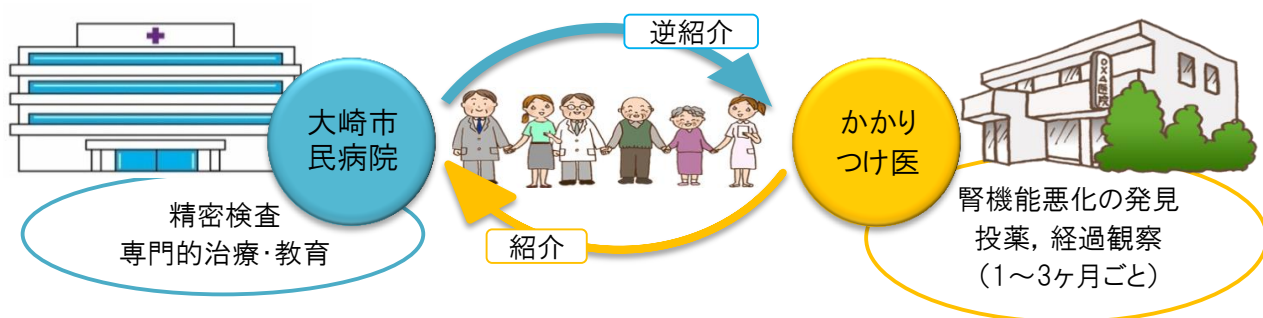 逆紹介
大崎市
民病院
かかり
つけ医
○×△医院
精密検査
専門的治療・教育
紹介
腎機能悪化の発見
投薬，経過観察
（1～3ヶ月ごと）